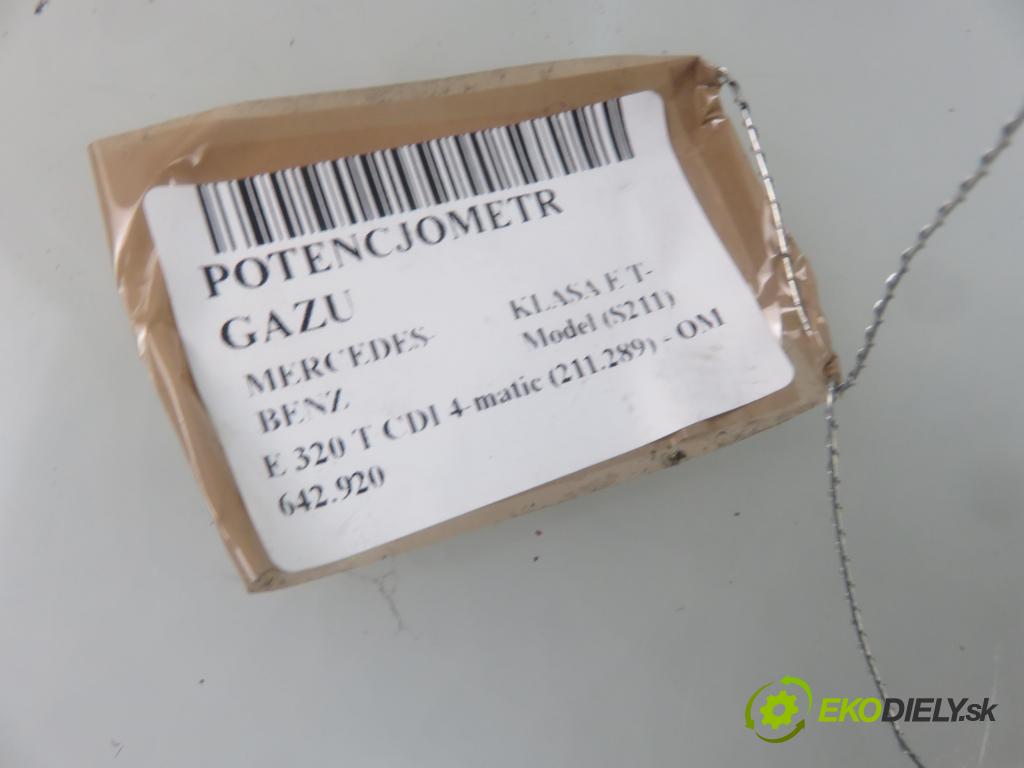 POTENCJOMETR
GAZU
MERCEDES-
BENZ
KLASA E T-
Model (S211)
E 320 T CDI 4-matic (211.289) - OM
642.920
EKODIELY.sk